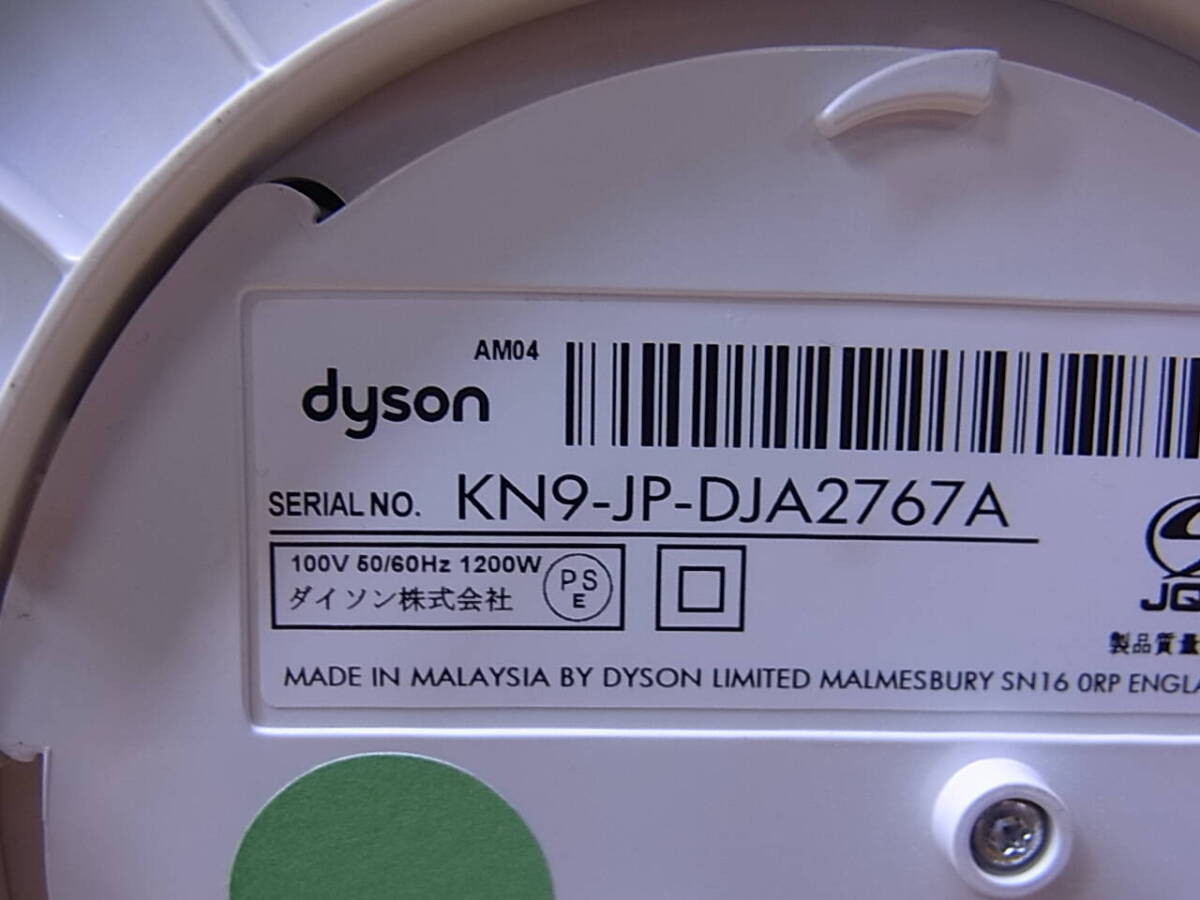 AM04
dyson
SERIAL NO. KN9-JP-DJA2767A
100V 50/60Hz 1200W
ダイソン株式会社
PS
E
JQ
製品質量
MADE IN MALAYSIA BY DYSON LIMITED MALMESBURY SN16 0RP ENGLA